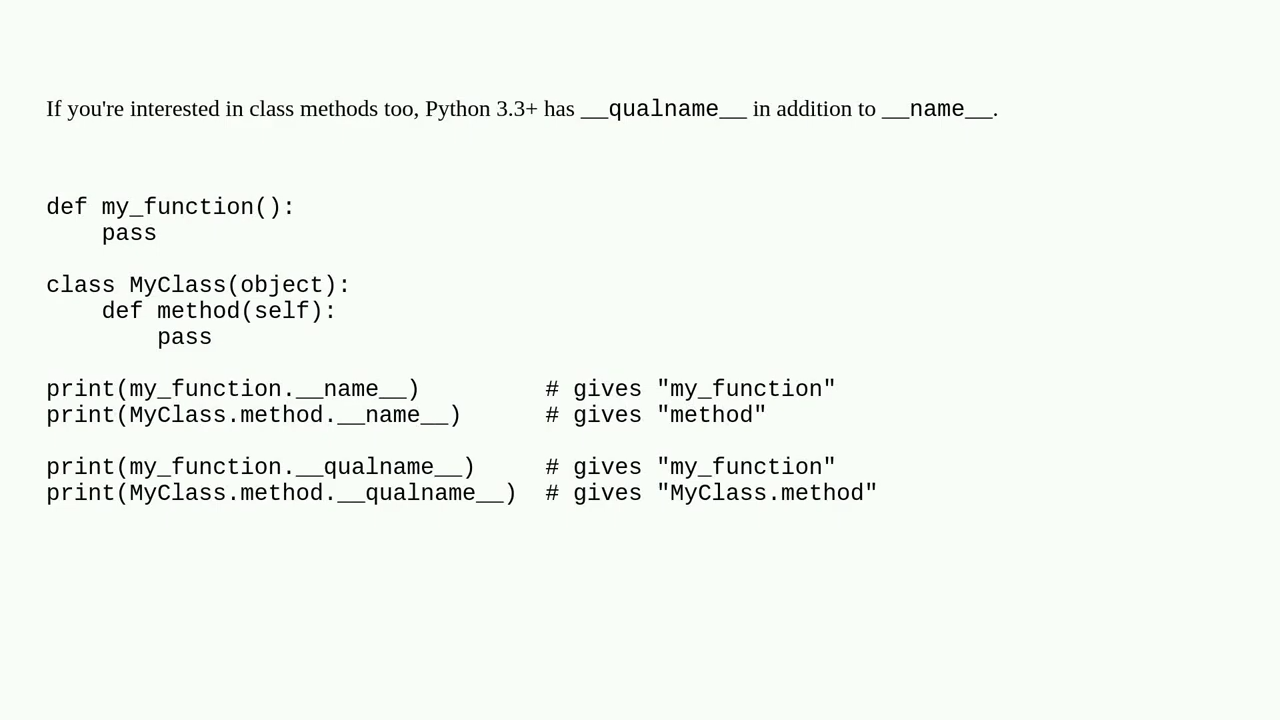 If you're interested in class methods too, Python 3.3+ has __qualname__ in addition to __name__.
def my_function():
    pass
class MyClass(object):
    def method(self):
        pass
print(my_function.__name__)         # gives "my_function"
print(MyClass.method.__name__)      # gives "method"
print(my_function.__qualname__)     # gives "my_function"
print(MyClass.method.__qualname__)  # gives "MyClass.method"